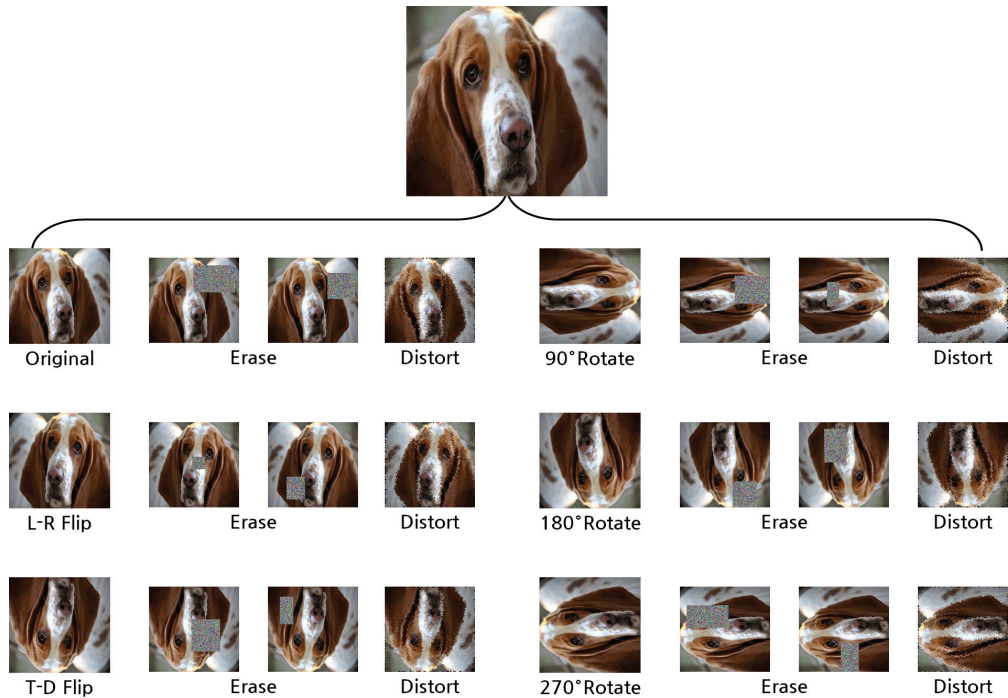 Original Erase Distort 90°Rotate Erase Distort
L-R Flip Erase Distort 180°Rotate Erase Distort
T-D Flip Erase Distort 270°Rotate Erase Distort